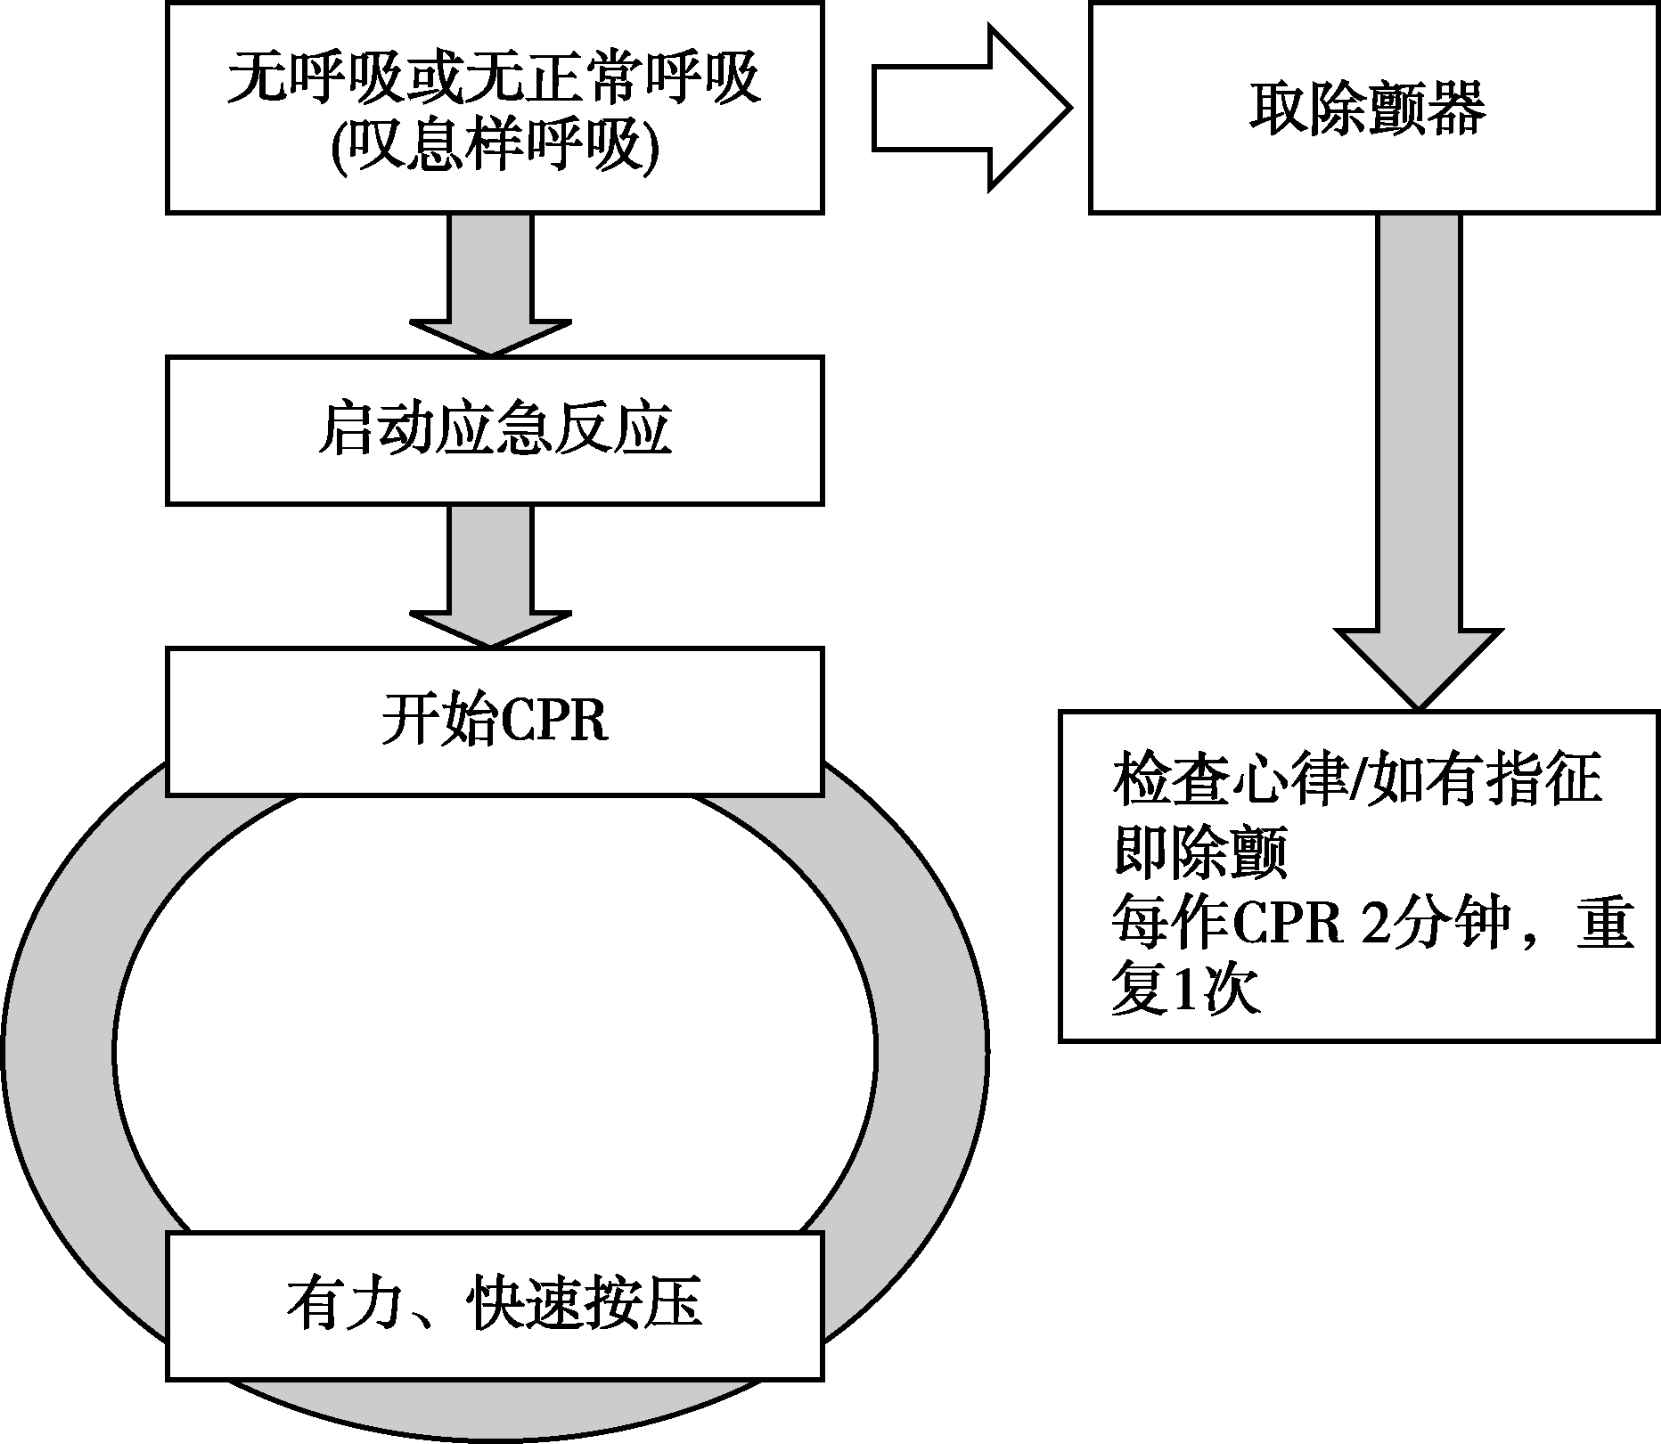 无呼吸或无正常呼吸
(叹息样呼吸)
取除颤器
启动应急反应
开始CPR
检查心律/如有指征
即除颤
每作CPR 2分钟，重
复1次
有力、快速按压